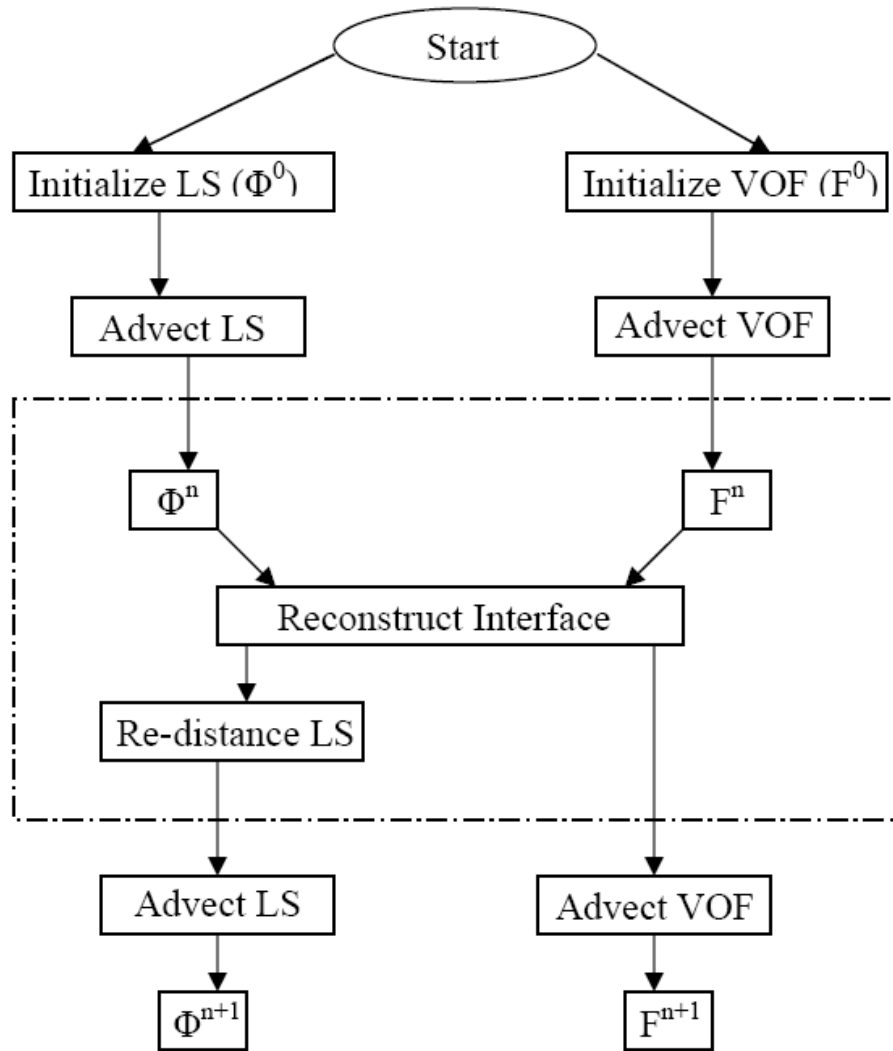 Start
Initialize LS (Φ⁰)
Initialize VOF (F⁰)
Advect LS
Advect VOF
Φⁿ
Fⁿ
Reconstruct Interface
Re-distance LS
Advect LS
Advect VOF
Φⁿ⁺¹
Fⁿ⁺¹